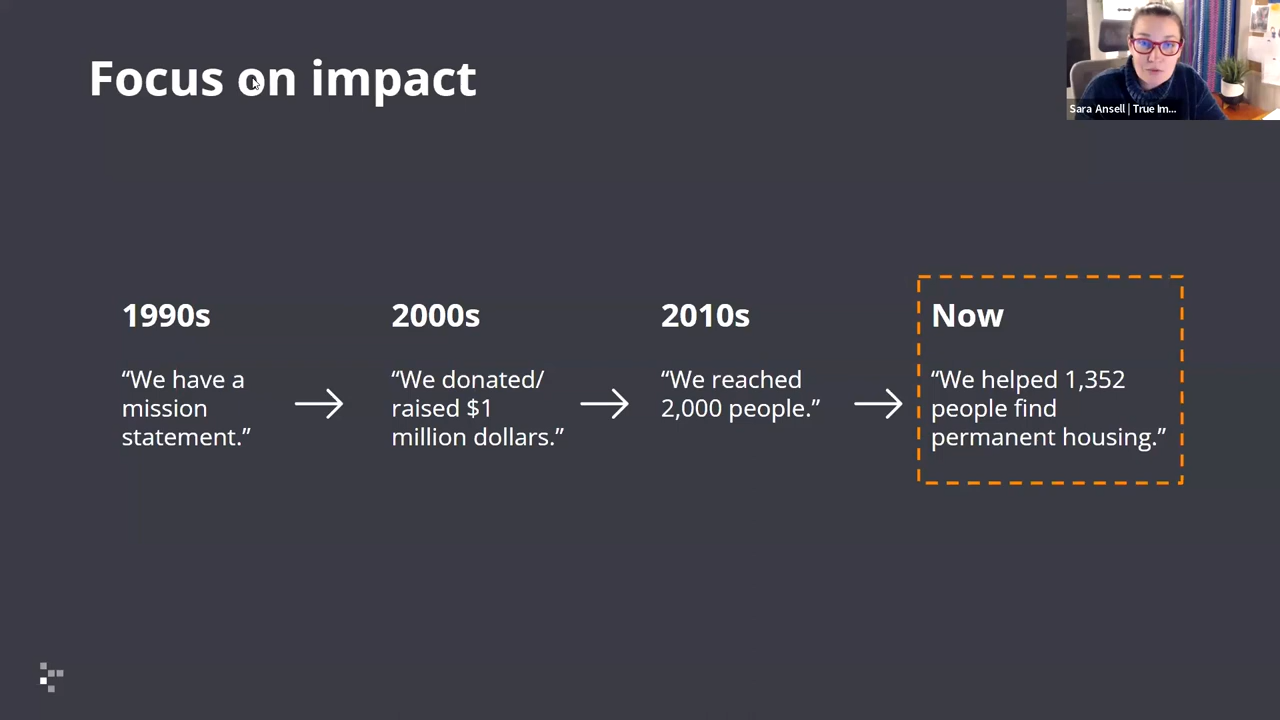 Focus on impact
Sara Ansell | True Im...
1990s
“We have a
mission
statement.”
2000s
“We donated/
raised $1
million dollars.”
2010s
“We reached
2,000 people.”
Now
“We helped 1,352
people find
permanent housing.”